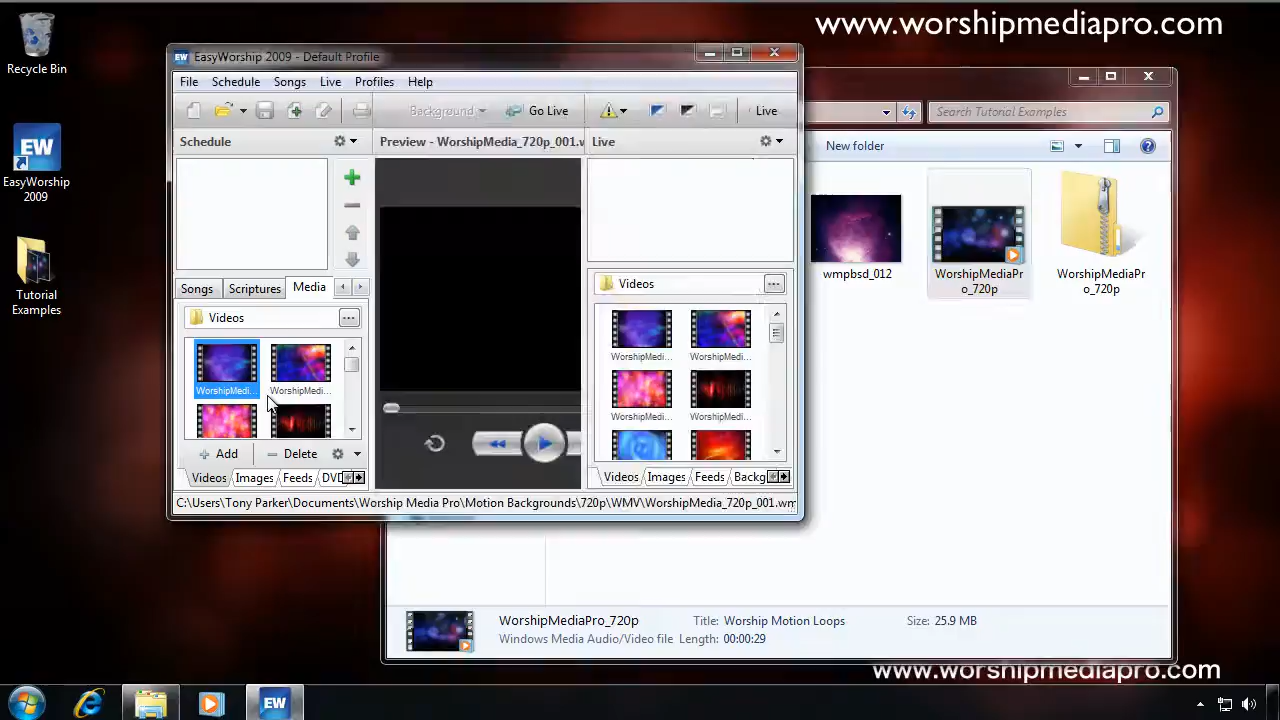 www.worshipmediapro.com
Recycle Bin
EasyWorship
2009
Tutorial
Examples
EW
EasyWorship 2009 - Default Profile
File Schedule Songs Live Profiles Help
Background Go Live Live
Schedule
Preview - WorshipMedia_720p_001.
Live
Songs Scriptures Media
Videos
WorshipMedi...
WorshipMedi...
Add Delete
Videos Images Feeds DVD
Videos
WorshipMedi...
WorshipMedi...
WorshipMedi...
WorshipMedi...
Videos Images Feeds Backg
C:\Users\Tony Parker\Documents\Worship Media Pro\Motion Backgrounds\720p\WMV\WorshipMedia_720p_001.wm
Search Tutorial Examples
New folder
wmpbsd_012
WorshipMediaPr
o_720p
WorshipMediaPr
o_720p
WorshipMediaPro_720p
Title: Worship Motion Loops
Size: 25.9 MB
Windows Media Audio/Video file
Length: 00:00:29
www.worshipmediapro.com
EW